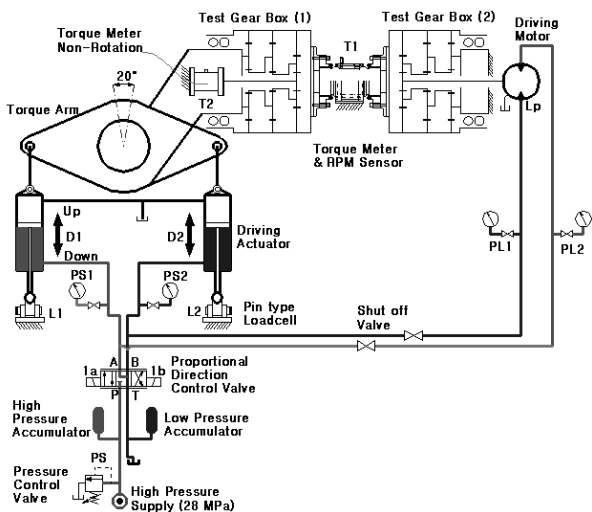 Test Gear Box (1)
Test Gear Box (2)
Driving
Motor
Torque Meter
Non-Rotation
T1
20°
T2
Lp
Torque Arm
Torque Meter
& RPM Sensor
Up
D1
D2
Driving
Actuator
Down
PS1
PS2
PL1
PL2
L1
L2
Pin type
Loadcell
Shut off
Valve
A
B
Proportional
Direction
Control Valve
1a
1b
P
T
High
Pressure
Accumulator
Low Pressure
Accumulator
PS
Pressure
Control
Valve
High Pressure
Supply (28 MPa)